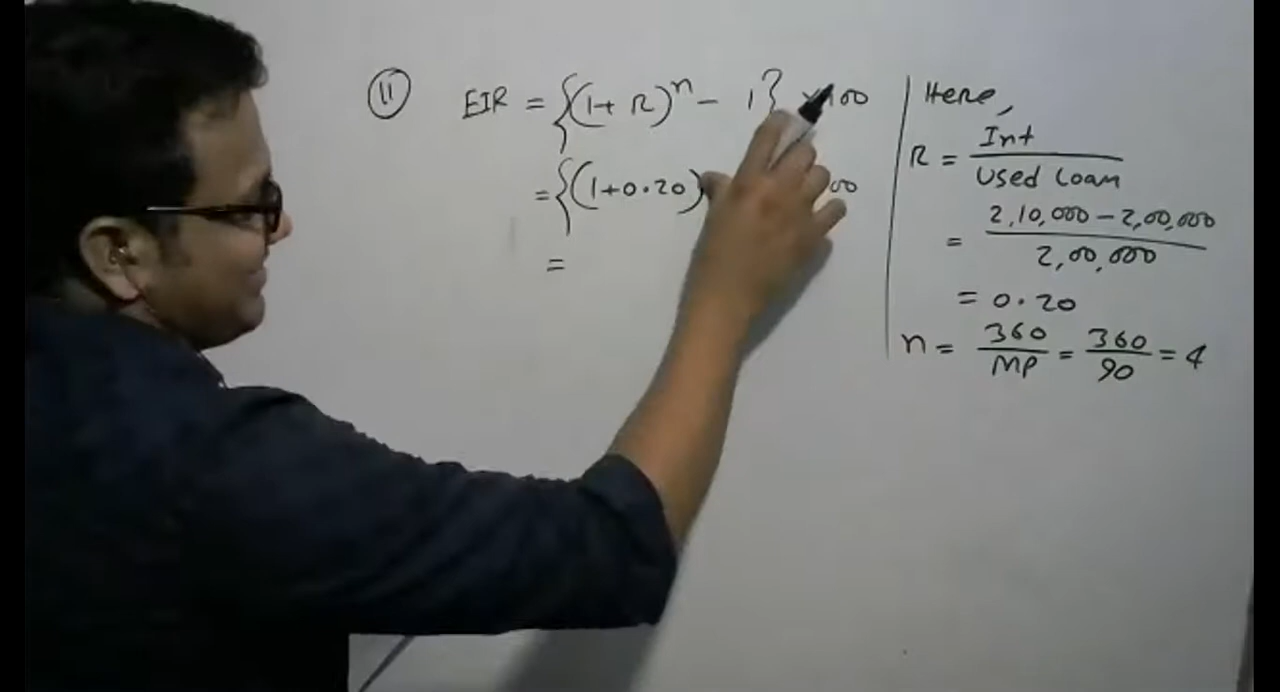 11
EIR = {(1+R)^n - 1} ×100
= {(1+0.20) 00
=
Here,
R = Int / Used Loan
= 2,10,000 - 2,00,000 / 2,00,000
= 0.20
n = 360 / MP = 360 / 90 = 4